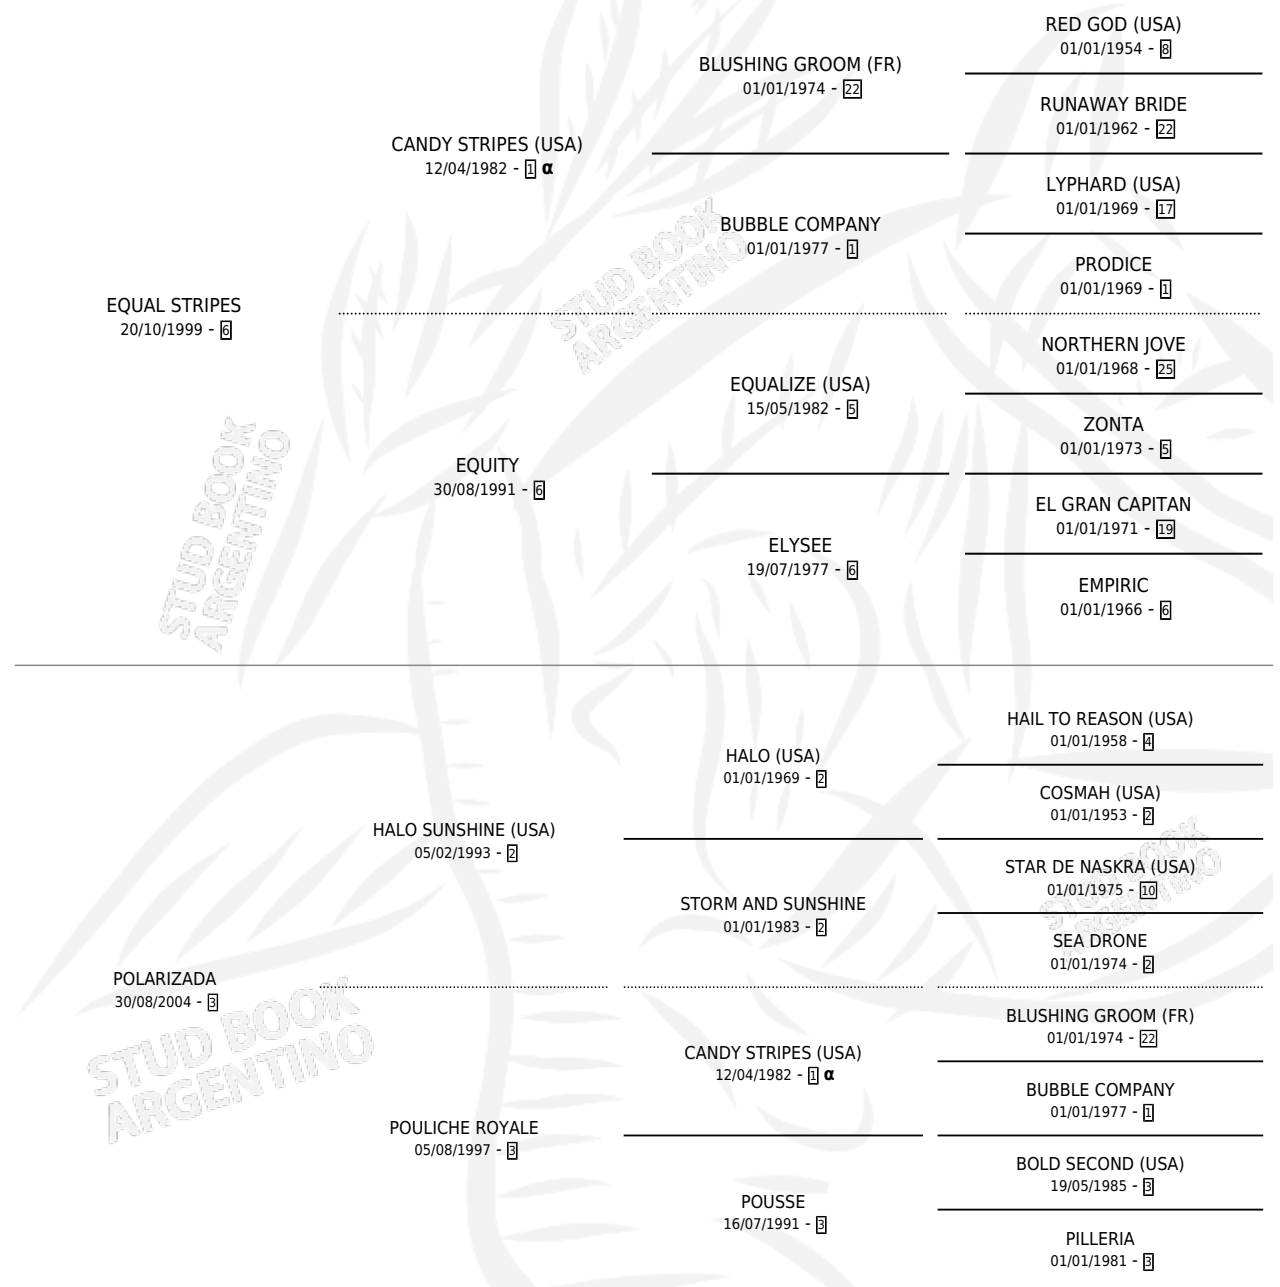 RED GOD (USA)
01/01/1954 - 8
BLUSHING GROOM (FR)
01/01/1974 - 22
RUNAWAY BRIDE
01/01/1962 - 22
CANDY STRIPES (USA)
12/04/1982 - 1 α
LYPHARD (USA)
01/01/1969 - 17
BUBBLE COMPANY
01/01/1977 - 1
PRODICE
01/01/1969 - 1
EQUAL STRIPES
20/10/1999 - 6
STUD BOOK
ARGENTINO
NORTHERN JOVE
01/01/1968 - 25
EQUALIZE (USA)
15/05/1982 - 5
ZONTA
01/01/1973 - 5
EQUITY
30/08/1991 - 6
EL GRAN CAPITAN
01/01/1971 - 19
ELYSEE
19/07/1977 - 6
EMPIRIC
01/01/1966 - 6
STUD BOOK
ARGENTINO
HAIL TO REASON (USA)
01/01/1958 - 4
HALO (USA)
01/01/1969 - 2
COSMAH (USA)
01/01/1953 - 2
HALO SUNSHINE (USA)
05/02/1993 - 2
STAR DE NASKRA (USA)
01/01/1975 - 10
STORM AND SUNSHINE
01/01/1983 - 2
SEA DRONE
01/01/1974 - 2
STUD BOOK
ARGENTINO
POLARIZADA
30/08/2004 - 3
STUD BOOK
ARGENTINO
BLUSHING GROOM (FR)
01/01/1974 - 22
CANDY STRIPES (USA)
12/04/1982 - 1 α
BUBBLE COMPANY
01/01/1977 - 1
POULICHE ROYALE
05/08/1997 - 3
BOLD SECOND (USA)
19/05/1985 - 3
POUSSE
16/07/1991 - 3
PILLERIA
01/01/1981 - 3